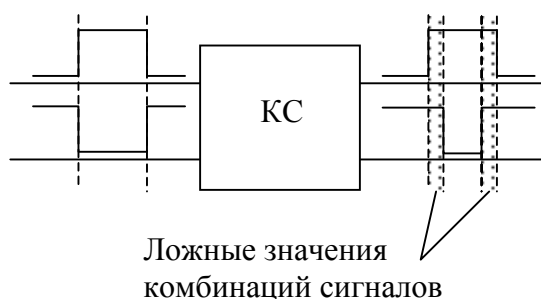 КС
Ложные значения
комбинаций сигналов